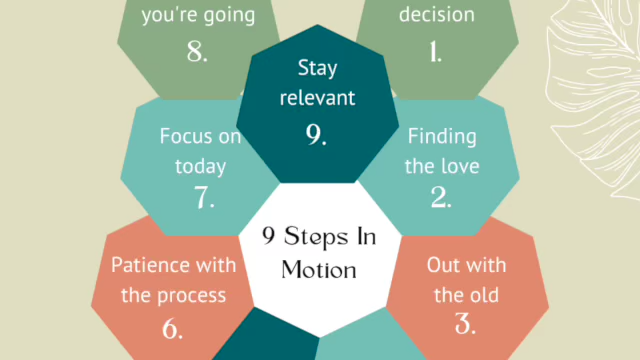 you're going
8.
decision
1.
Stay
relevant
9.
Focus on
today
7.
Finding
the love
2.
9 Steps In
Motion
Patience with
the process
6.
Out with
the old
3.